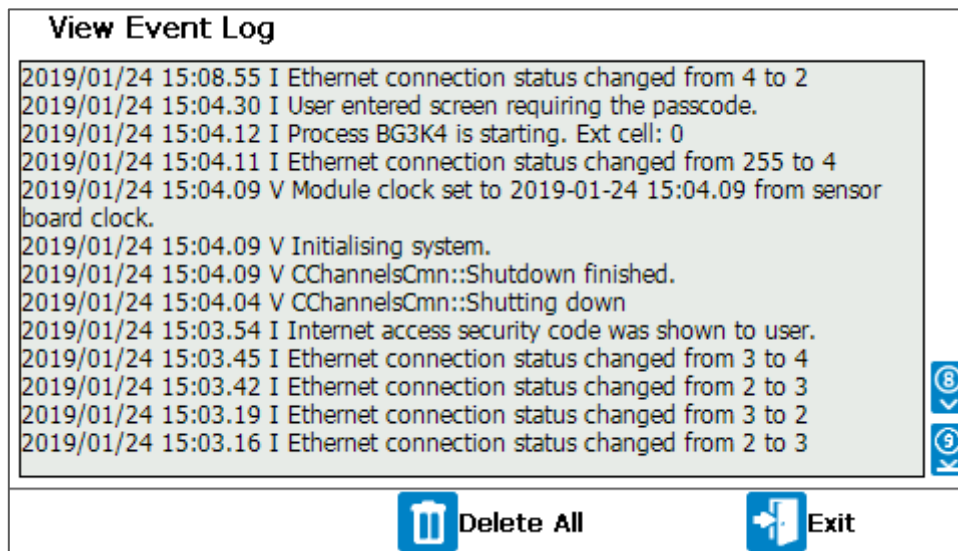 View Event Log
2019/01/24 15:08.55 I Ethernet connection status changed from 4 to 2
2019/01/24 15:04.30 I User entered screen requiring the passcode.
2019/01/24 15:04.12 I Process BG3K4 is starting. Ext cell: 0
2019/01/24 15:04.11 I Ethernet connection status changed from 255 to 4
2019/01/24 15:04.09 V Module clock set to 2019-01-24 15:04.09 from sensor
board clock.
2019/01/24 15:04.09 V Initialising system.
2019/01/24 15:04.09 V CChannelsCmn::Shutdown finished.
2019/01/24 15:04.04 V CChannelsCmn::Shutting down
2019/01/24 15:03.54 I Internet access security code was shown to user.
2019/01/24 15:03.45 I Ethernet connection status changed from 3 to 4
2019/01/24 15:03.42 I Ethernet connection status changed from 2 to 3
2019/01/24 15:03.19 I Ethernet connection status changed from 3 to 2
2019/01/24 15:03.16 I Ethernet connection status changed from 2 to 3
8
9
Delete All
Exit